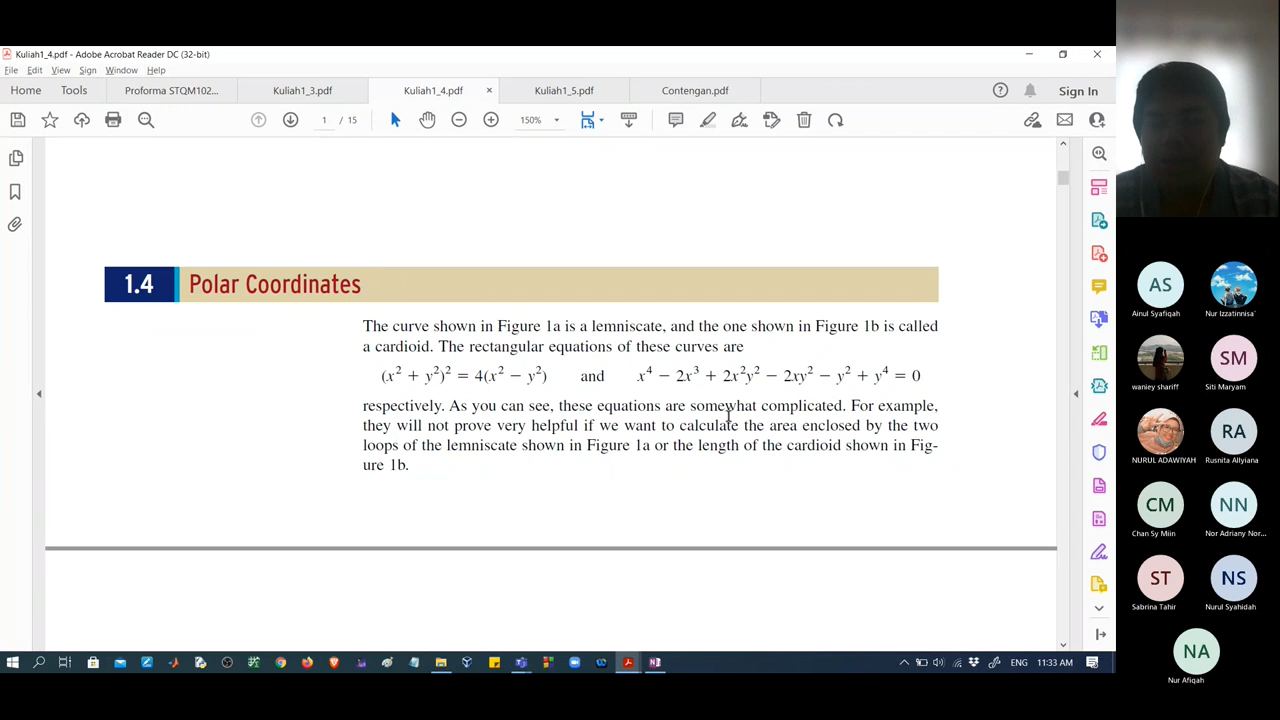 Kuliah1_4.pdf - Adobe Acrobat Reader DC (32-bit)
File Edit View Sign Window Help
Home Tools Proforma STQM102... Kuliah1_3.pdf Kuliah1_4.pdf × Kuliah1_5.pdf Contengan.pdf Sign In
1 / 15 150%
1.4 Polar Coordinates
The curve shown in Figure 1a is a lemniscate, and the one shown in Figure 1b is called
a cardioid. The rectangular equations of these curves are
(x² + y²)² = 4(x² − y²) and x⁴ − 2x³ + 2x²y² − 2xy² − y² + y⁴ = 0
respectively. As you can see, these equations are somewhat complicated. For example,
they will not prove very helpful if we want to calculate the area enclosed by the two
loops of the lemniscate shown in Figure 1a or the length of the cardioid shown in Fig-
ure 1b.
AS
Ainul Syafiqah
Nur Izzatinnisa'
waniey shariff
SM
Siti Maryam
NURUL ADAWIYAH
RA
Rusnita Allyiana
CM
Chan Sy Miin
NN
Nor Adriany Nor...
ST
Sabrina Tahir
NS
Nurul Syahidah
NA
Nur Afiqah
ENG 11:33 AM